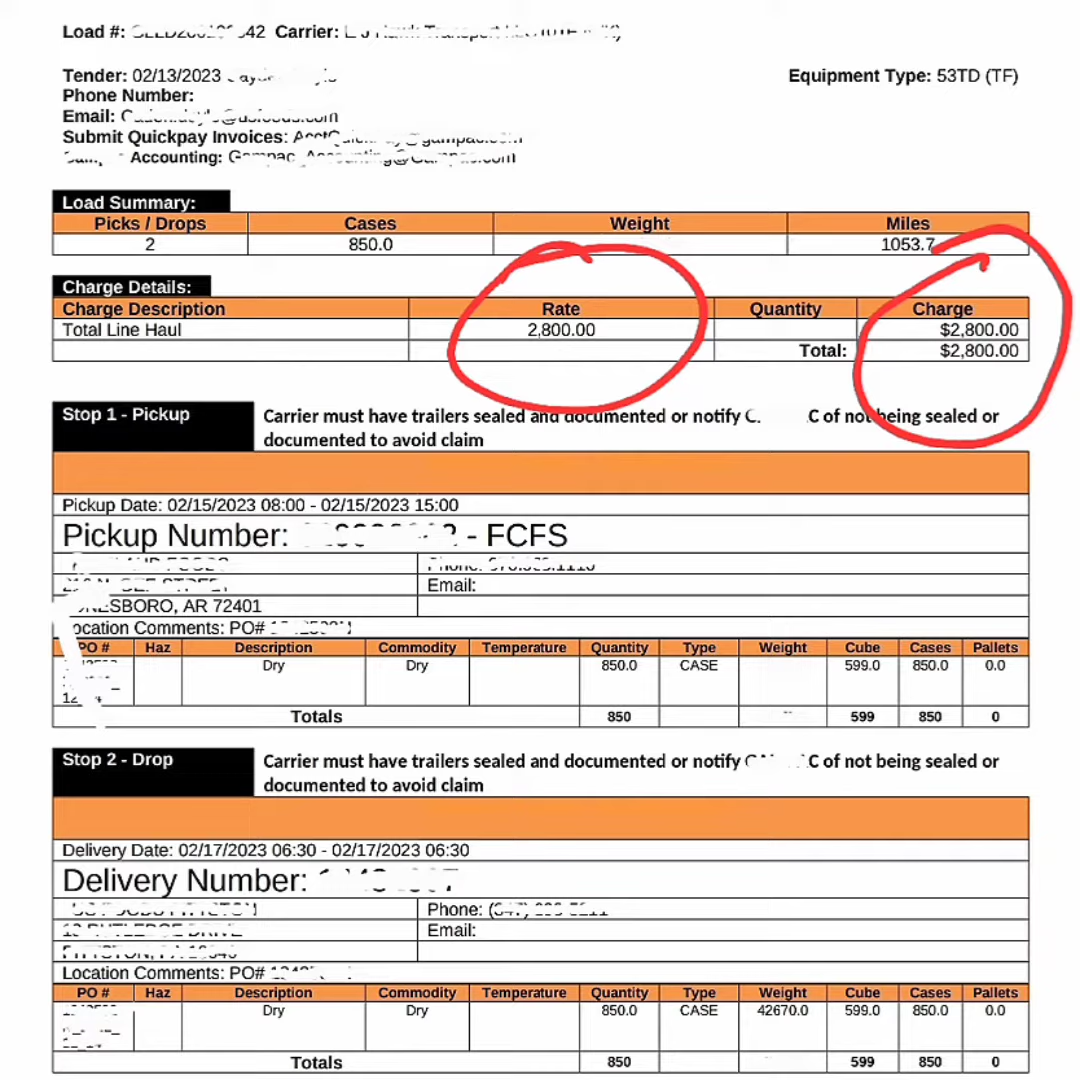 Load #: 42 Carrier:
Tender: 02/13/2023
Equipment Type: 53TD (TF)
Phone Number:
Email:
Submit Quickpay Invoices:
Accounting:
Load Summary:
Picks / Drops Cases Weight Miles
2 850.0 1053.7
Charge Details:
Charge Description Rate Quantity Charge
Total Line Haul 2,800.00 $2,800.00
Total: $2,800.00
Stop 1 - Pickup
Carrier must have trailers sealed and documented or notify C. .C of not being sealed or
documented to avoid claim
Pickup Date: 02/15/2023 08:00 - 02/15/2023 15:00
Pickup Number: - FCFS
Phone:
Email:
AR 72401
Location Comments: PO#
PO # Haz Description Commodity Temperature Quantity Type Weight Cube Cases Pallets
Dry Dry 850.0 CASE 599.0 850.0 0.0
Totals 850 599 850 0
Stop 2 - Drop
Carrier must have trailers sealed and documented or notify C of not being sealed or
documented to avoid claim
Delivery Date: 02/17/2023 06:30 - 02/17/2023 06:30
Delivery Number:
Phone:
Email:
Location Comments: PO#
PO # Haz Description Commodity Temperature Quantity Type Weight Cube Cases Pallets
Dry Dry 850.0 CASE 42670.0 599.0 850.0 0.0
Totals 850 599 850 0